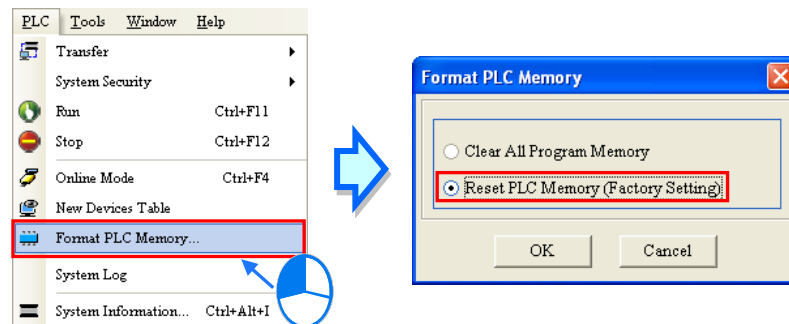 PLC Tools Window Help
Transfer
System Security
Run Ctrl+F11
Stop Ctrl+F12
Online Mode Ctrl+F4
New Devices Table
Format PLC Memory...
System Log
System Information... Ctrl+Alt+I
Format PLC Memory
Clear All Program Memory
Reset PLC Memory (Factory Setting)
OK Cancel